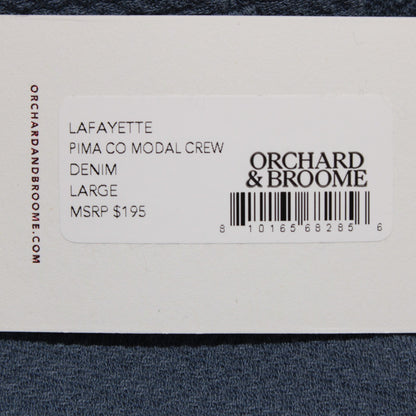 ORCHARDANDBROOME.COM
LAFAYETTE
PIMA CO MODAL CREW
DENIM
LARGE
MSRP $195
ORCHARD
& BROOME
8 10165 68285 6